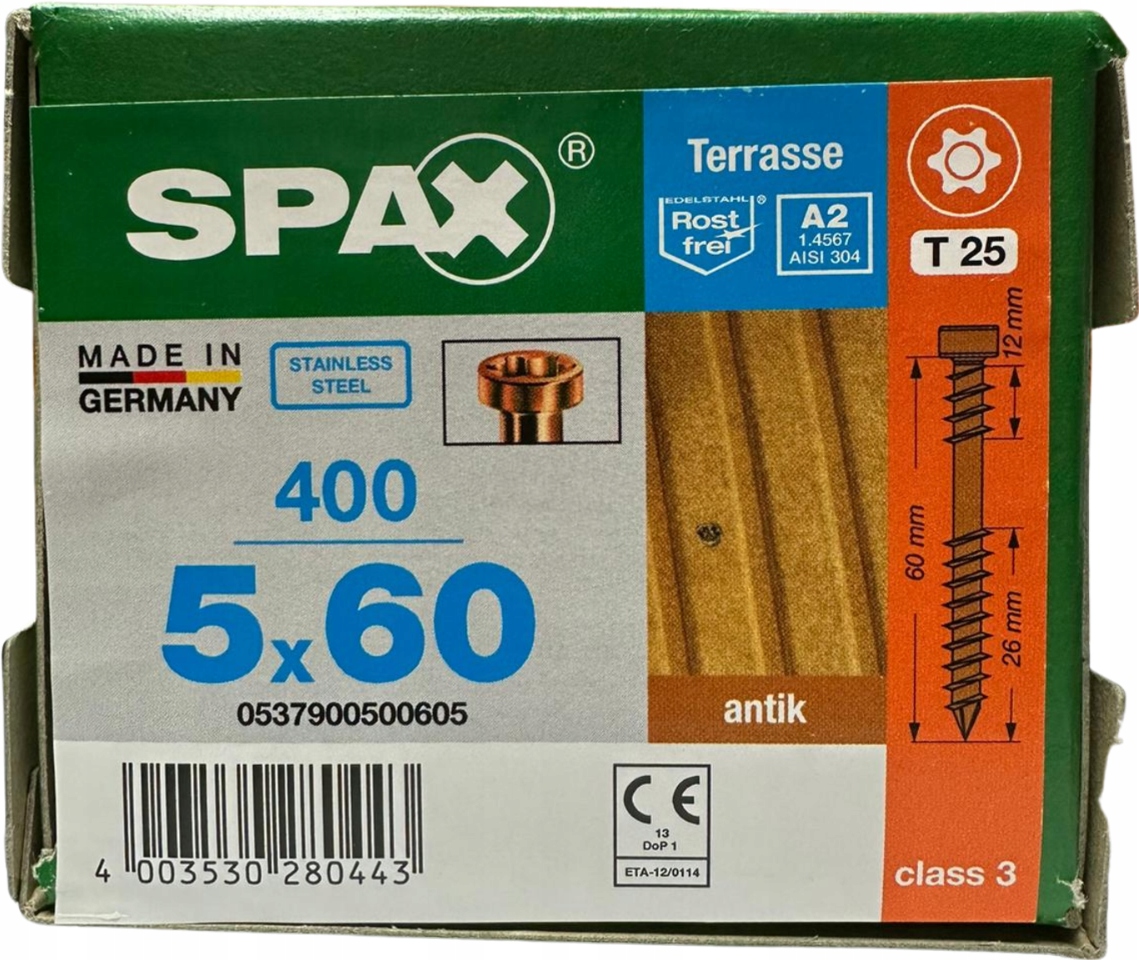 SPAX®
Terrasse
EDELSTAHL®
Rost
frei
A2
1.4567
AISI 304
T 25
MADE IN
GERMANY
STAINLESS
STEEL
400
5x60
0537900500605
antik
12 mm
60 mm
26 mm
4 003530 280443
CE
13
DoP 1
ETA-12/0114
class 3